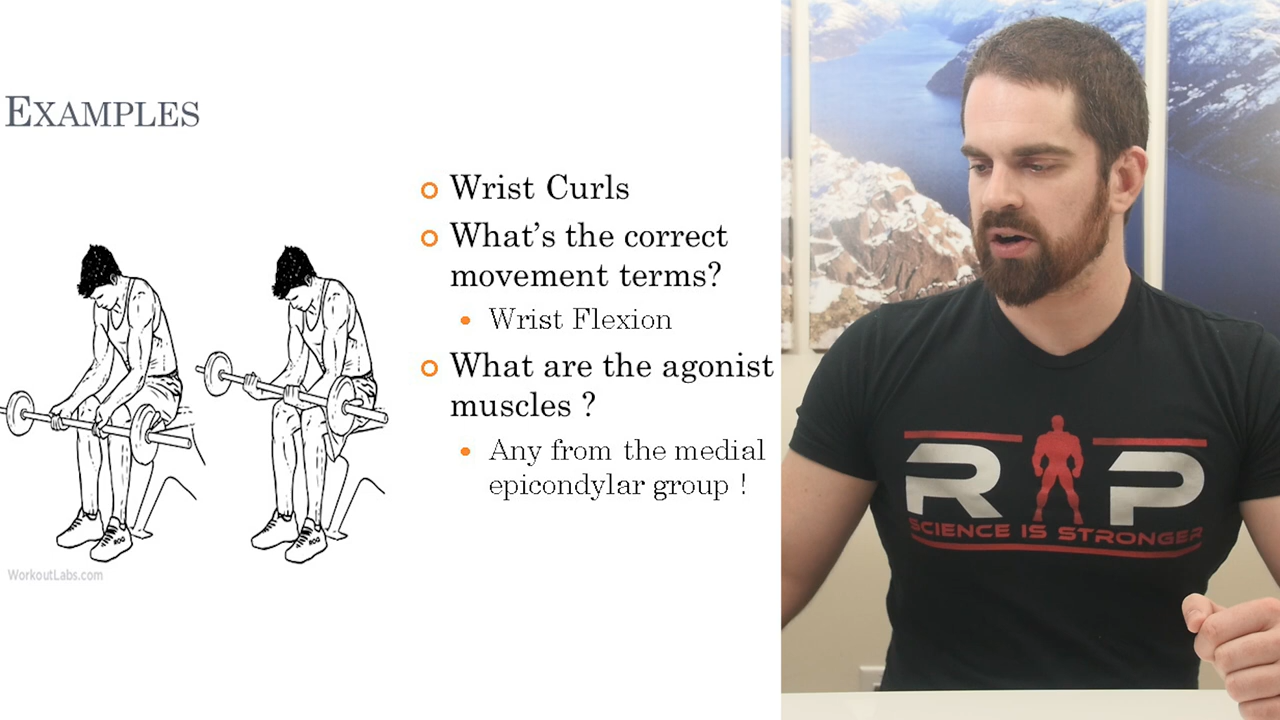 EXAMPLES
Wrist Curls
What's the correct
movement terms?
Wrist Flexion
What are the agonist
muscles ?
Any from the medial
epicondylar group !
WorkoutLabs.com
RP
SCIENCE IS STRONGER